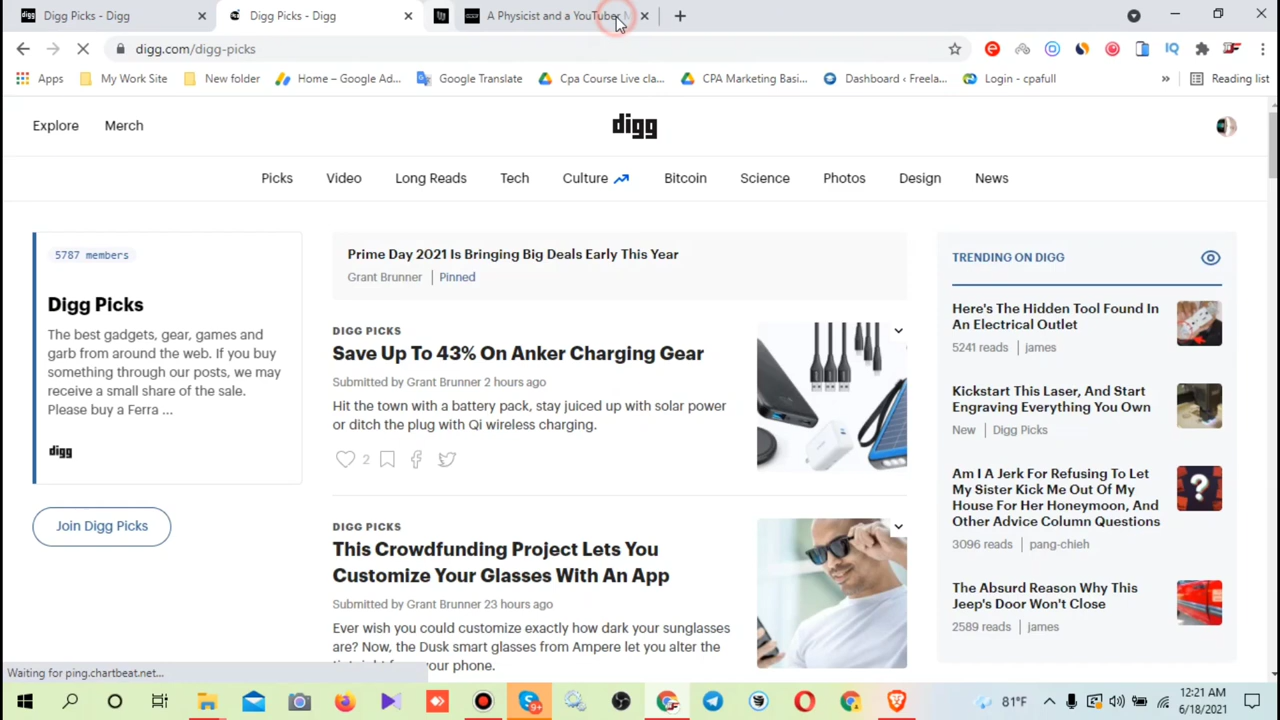 Digg Picks - Digg
Digg Picks - Digg
A Physicist and a YouTuber
digg.com/digg-picks
Apps
My Work Site
New folder
Home – Google Ad...
Google Translate
Cpa Course Live cla...
CPA Marketing Basi...
Dashboard ‹ Freela...
Login - cpafull
»
Reading list
Explore
Merch
digg
Picks
Video
Long Reads
Tech
Culture
Bitcoin
Science
Photos
Design
News
5787 members
Digg Picks
The best gadgets, gear, games and
garb from around the web. If you buy
something through our posts, we may
receive a small share of the sale.
Please buy a Ferra ...
digg
Join Digg Picks
Prime Day 2021 Is Bringing Big Deals Early This Year
Grant Brunner | Pinned
DIGG PICKS
Save Up To 43% On Anker Charging Gear
Submitted by Grant Brunner 2 hours ago
Hit the town with a battery pack, stay juiced up with solar power
or ditch the plug with Qi wireless charging.
2
DIGG PICKS
This Crowdfunding Project Lets You
Customize Your Glasses With An App
Submitted by Grant Brunner 23 hours ago
Ever wish you could customize exactly how dark your sunglasses
are? Now, the Dusk smart glasses from Ampere let you alter the
your phone.
TRENDING ON DIGG
Here's The Hidden Tool Found In
An Electrical Outlet
5241 reads | james
Kickstart This Laser, And Start
Engraving Everything You Own
New | Digg Picks
Am I A Jerk For Refusing To Let
My Sister Kick Me Out Of My
House For Her Honeymoon, And
Other Advice Column Questions
3096 reads | pang-chieh
The Absurd Reason Why This
Jeep's Door Won't Close
2589 reads | james
Waiting for ping.chartbeat.net...
81°F
12:21 AM
6/18/2021